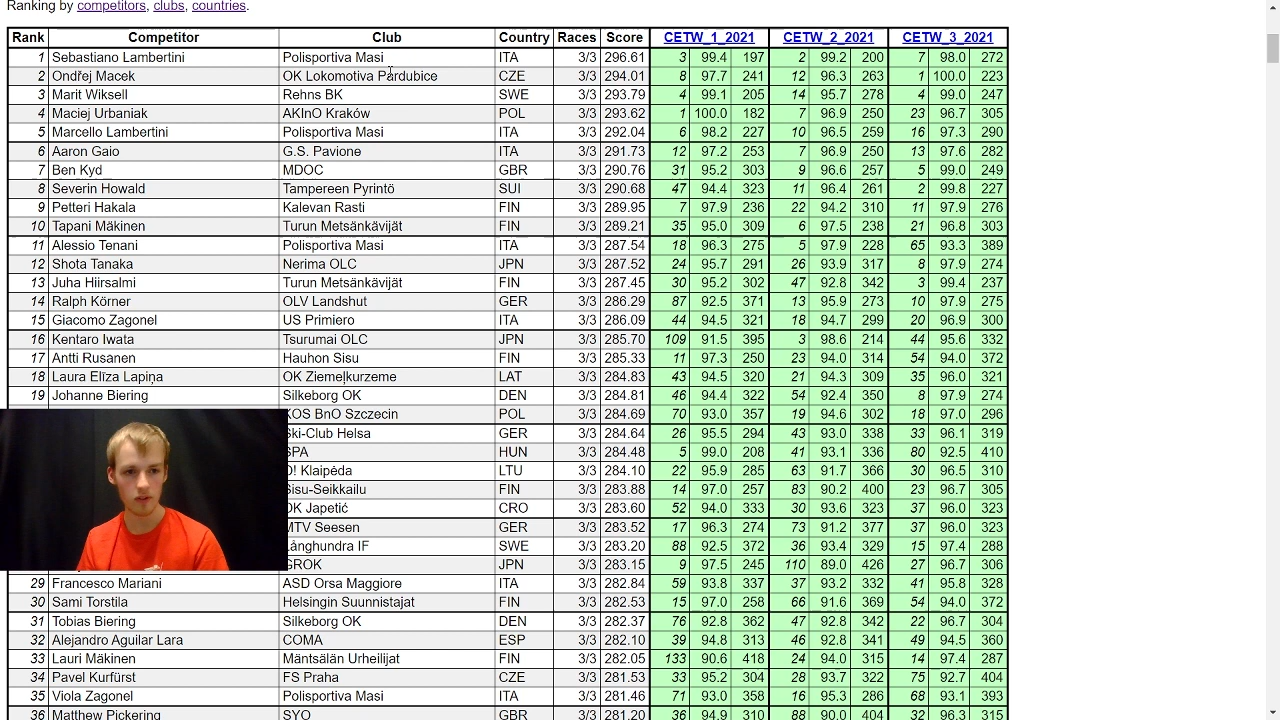 Ranking by competitors, clubs, countries.
Rank Competitor Club Country Races Score CETW_1_2021 CETW_2_2021 CETW_3_2021
1 Sebastiano Lambertini Polisportiva Masi ITA 3/3 296.61 3 99.4 197 2 99.2 200 7 98.0 272
2 Ondřej Macek OK Lokomotiva Pardubice CZE 3/3 294.01 8 97.7 241 12 96.3 263 1 100.0 223
3 Marit Wiksell Rehns BK SWE 3/3 293.79 4 99.1 205 14 95.7 278 4 99.0 247
4 Maciej Urbaniak AKInO Kraków POL 3/3 293.62 1 100.0 182 7 96.9 250 23 96.7 305
5 Marcello Lambertini Polisportiva Masi ITA 3/3 292.04 6 98.2 227 10 96.5 259 16 97.3 290
6 Aaron Gaio G.S. Pavione ITA 3/3 291.73 12 97.2 253 7 96.9 250 13 97.6 282
7 Ben Kyd MDOC GBR 3/3 290.76 31 95.2 303 9 96.6 257 5 99.0 249
8 Severin Howald Tampereen Pyrintö SUI 3/3 290.68 47 94.4 323 11 96.4 261 2 99.8 227
9 Petteri Hakala Kalevan Rasti FIN 3/3 289.95 7 97.9 236 22 94.2 310 11 97.9 276
10 Tapani Mäkinen Turun Metsänkävijät FIN 3/3 289.21 35 95.0 309 6 97.5 238 21 96.8 303
11 Alessio Tenani Polisportiva Masi ITA 3/3 287.54 18 96.3 275 5 97.9 228 65 93.3 389
12 Shota Tanaka Nerima OLC JPN 3/3 287.52 24 95.7 291 26 93.9 317 8 97.9 274
13 Juha Hiirsalmi Turun Metsänkävijät FIN 3/3 287.45 30 95.2 302 47 92.8 342 3 99.4 237
14 Ralph Körner OLV Landshut GER 3/3 286.29 87 92.5 371 13 95.9 273 10 97.9 275
15 Giacomo Zagonel US Primiero ITA 3/3 286.09 44 94.5 321 18 94.7 299 20 96.9 300
16 Kentaro Iwata Tsurumai OLC JPN 3/3 285.70 109 91.5 395 3 98.6 214 44 95.6 332
17 Antti Rusanen Hauhon Sisu FIN 3/3 285.33 11 97.3 250 23 94.0 314 54 94.0 372
18 Laura Elīza Lapiņa OK Ziemeļkurzeme LAT 3/3 284.83 43 94.5 320 21 94.3 309 35 96.0 321
19 Johanne Biering Silkeborg OK DEN 3/3 284.81 46 94.4 322 54 92.4 350 8 97.9 274
KOS BnO Szczecin POL 3/3 284.69 70 93.0 357 19 94.6 302 18 97.0 296
Ski-Club Helsa GER 3/3 284.64 26 95.5 294 43 93.0 338 33 96.1 319
SPA HUN 3/3 284.48 5 99.0 208 41 93.1 336 80 92.5 410
O! Klaipėda LTU 3/3 284.10 22 95.9 285 63 91.7 366 30 96.5 310
Sisu-Seikkailu FIN 3/3 283.88 14 97.0 257 83 90.2 400 23 96.7 305
OK Japetić CRO 3/3 283.60 52 94.0 333 30 93.6 323 37 96.0 323
MTV Seesen GER 3/3 283.52 17 96.3 274 73 91.2 377 37 96.0 323
Långhundra IF SWE 3/3 283.20 88 92.5 372 36 93.4 329 15 97.4 288
GROK JPN 3/3 283.15 9 97.5 245 110 89.0 426 27 96.7 306
29 Francesco Mariani ASD Orsa Maggiore ITA 3/3 282.84 59 93.8 337 37 93.2 332 41 95.8 328
30 Sami Torstila Helsingin Suunnistajat FIN 3/3 282.53 15 97.0 258 66 91.6 369 54 94.0 372
31 Tobias Biering Silkeborg OK DEN 3/3 282.37 76 92.8 362 47 92.8 342 22 96.7 304
32 Alejandro Aguilar Lara COMA ESP 3/3 282.10 39 94.8 313 46 92.8 341 49 94.5 360
33 Lauri Mäkinen Mäntsälän Urheilijat FIN 3/3 282.05 133 90.6 418 24 94.0 315 14 97.4 287
34 Pavel Kurfürst FS Praha CZE 3/3 281.53 33 95.2 304 28 93.7 322 75 92.7 404
35 Viola Zagonel Polisportiva Masi ITA 3/3 281.46 71 93.0 358 16 95.3 286 68 93.1 393
36 Matthew Pickering SYO GBR 3/3 281.20 36 94.9 310 88 90.0 404 32 96.3 315